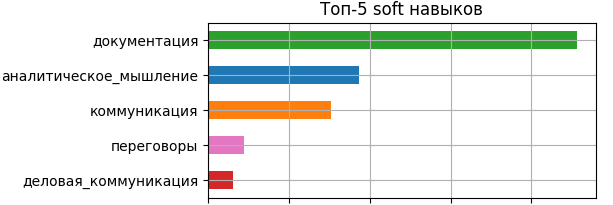 Топ-5 soft навыков
документация
аналитическое_мышление
коммуникация
переговоры
деловая_коммуникация